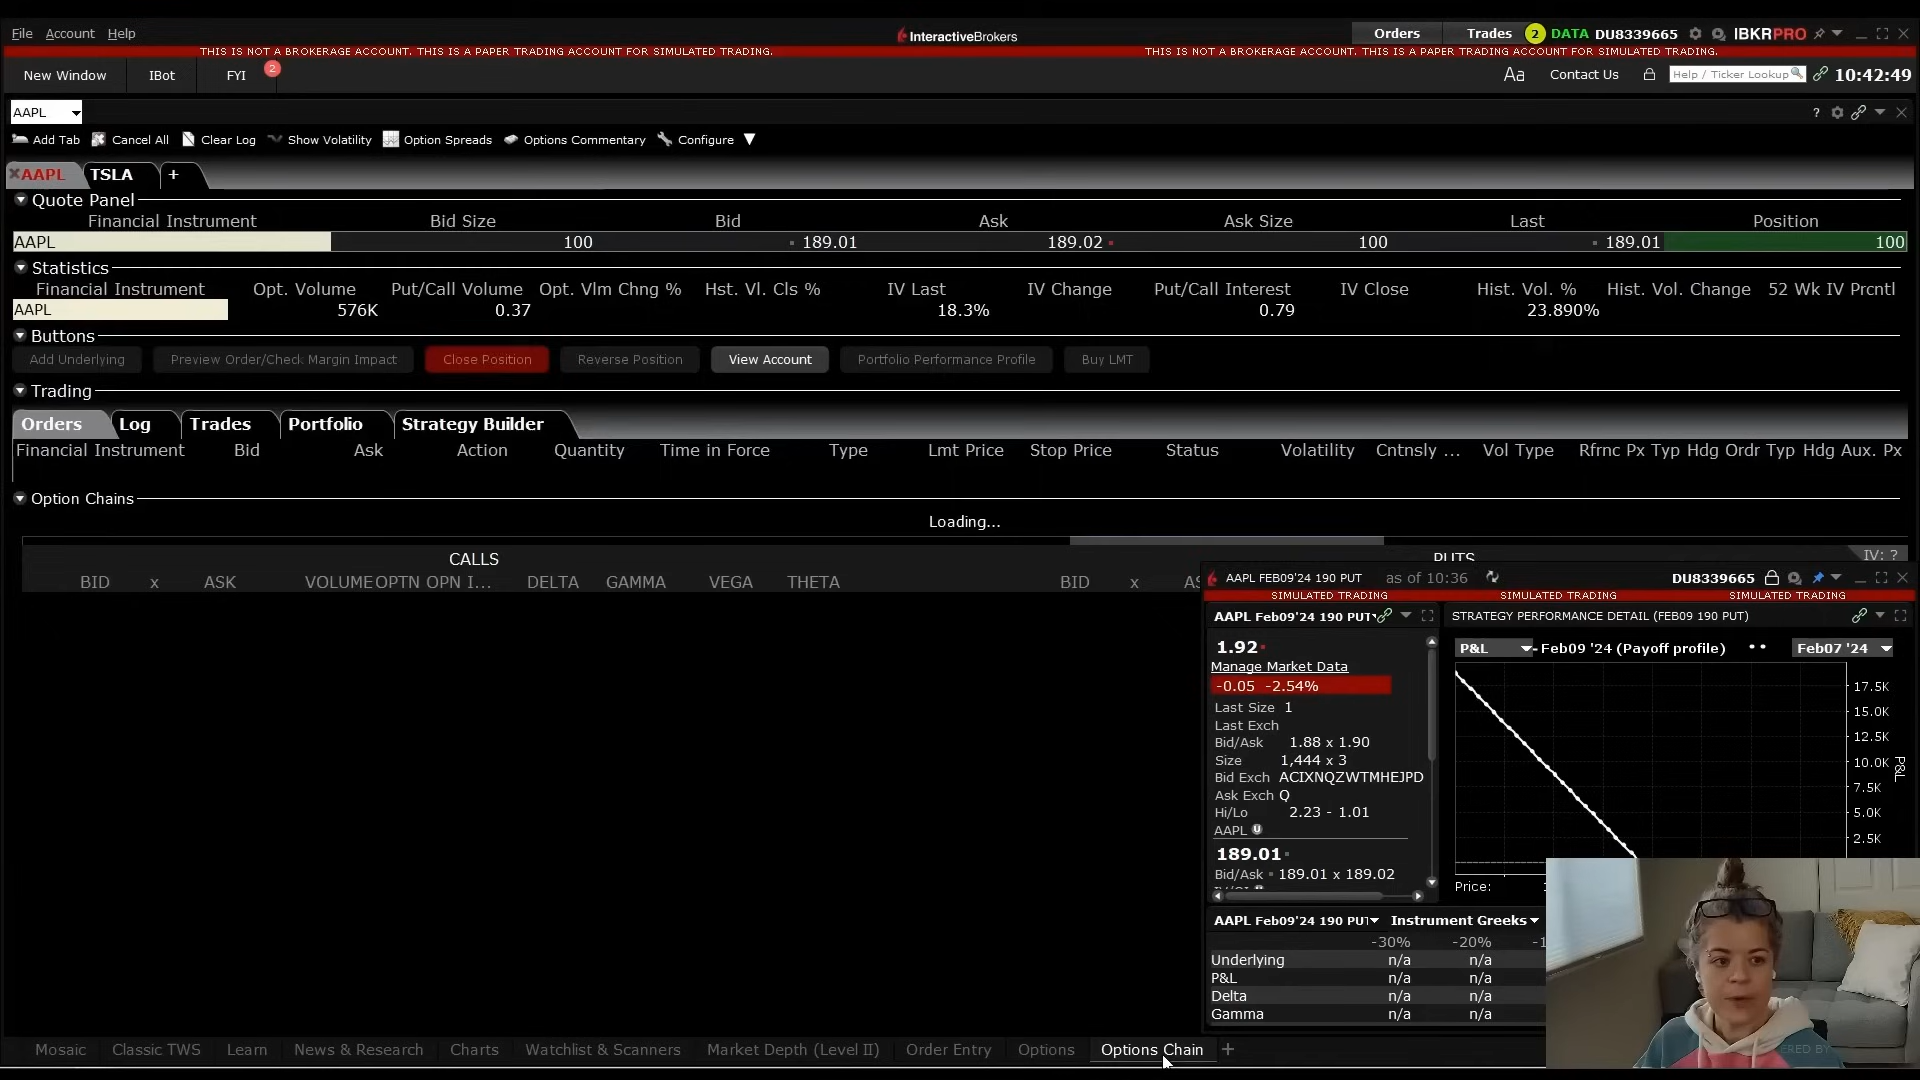 File Account Help InteractiveBrokers Orders Trades 2 DATA DU8339665 IBKRPRO
THIS IS NOT A BROKERAGE ACCOUNT. THIS IS A PAPER TRADING ACCOUNT FOR SIMULATED TRADING. THIS IS NOT A BROKERAGE ACCOUNT. THIS IS A PAPER TRADING ACCOUNT FOR SIMULATED TRADING.
New Window IBot FYI 2 Aa Contact Us Help / Ticker Lookup 10:42:49
AAPL ?
Add Tab Cancel All Clear Log Show Volatility Option Spreads Options Commentary Configure
AAPL TSLA +
Quote Panel
Financial Instrument Bid Size Bid Ask Ask Size Last Position
AAPL 100 189.01 189.02 100 189.01 100
Statistics
Financial Instrument Opt. Volume Put/Call Volume Opt. Vlm Chng % Hst. Vl. Cls % IV Last IV Change Put/Call Interest IV Close Hist. Vol. % Hist. Vol. Change 52 Wk IV Prcntl
AAPL 576K 0.37 18.3% 0.79 23.890%
Buttons
Add Underlying Preview Order/Check Margin Impact Close Position Reverse Position View Account Portfolio Performance Profile Buy LMT
Trading
Orders Log Trades Portfolio Strategy Builder
Financial Instrument Bid Ask Action Quantity Time in Force Type Lmt Price Stop Price Status Volatility Cntnsly ... Vol Type Rfrnc Px Typ Hdg Ordr Typ Hdg Aux. Px
Option Chains
Loading...
CALLS PUTS IV: ?
BID x ASK VOLUME OPTN OPN I... DELTA GAMMA VEGA THETA BID x
AAPL FEB09'24 190 PUT as of 10:36 DU8339665
SIMULATED TRADING SIMULATED TRADING SIMULATED TRADING
AAPL Feb09'24 190 PUT STRATEGY PERFORMANCE DETAIL (FEB09 190 PUT)
1.92 P&L Feb09 '24 (Payoff profile) Feb07 '24
Manage Market Data
-0.05 -2.54% 17.5K
Last Size 1 15.0K
Last Exch
Bid/Ask 1.88 x 1.90 12.5K
Size 1,444 x 3 10.0K P&L
Bid Exch ACIXNQZWTMHEJPD 7.5K
Ask Exch Q
Hi/Lo 2.23 - 1.01 5.0K
AAPL U 2.5K
189.01
Bid/Ask 189.01 x 189.02
Price:
AAPL Feb09'24 190 PUT Instrument Greeks
-30% -20%
Underlying n/a n/a
P&L n/a n/a
Delta n/a n/a
Gamma n/a n/a
Mosaic Classic TWS Learn News & Research Charts Watchlist & Scanners Market Depth (Level II) Order Entry Options Options Chain +